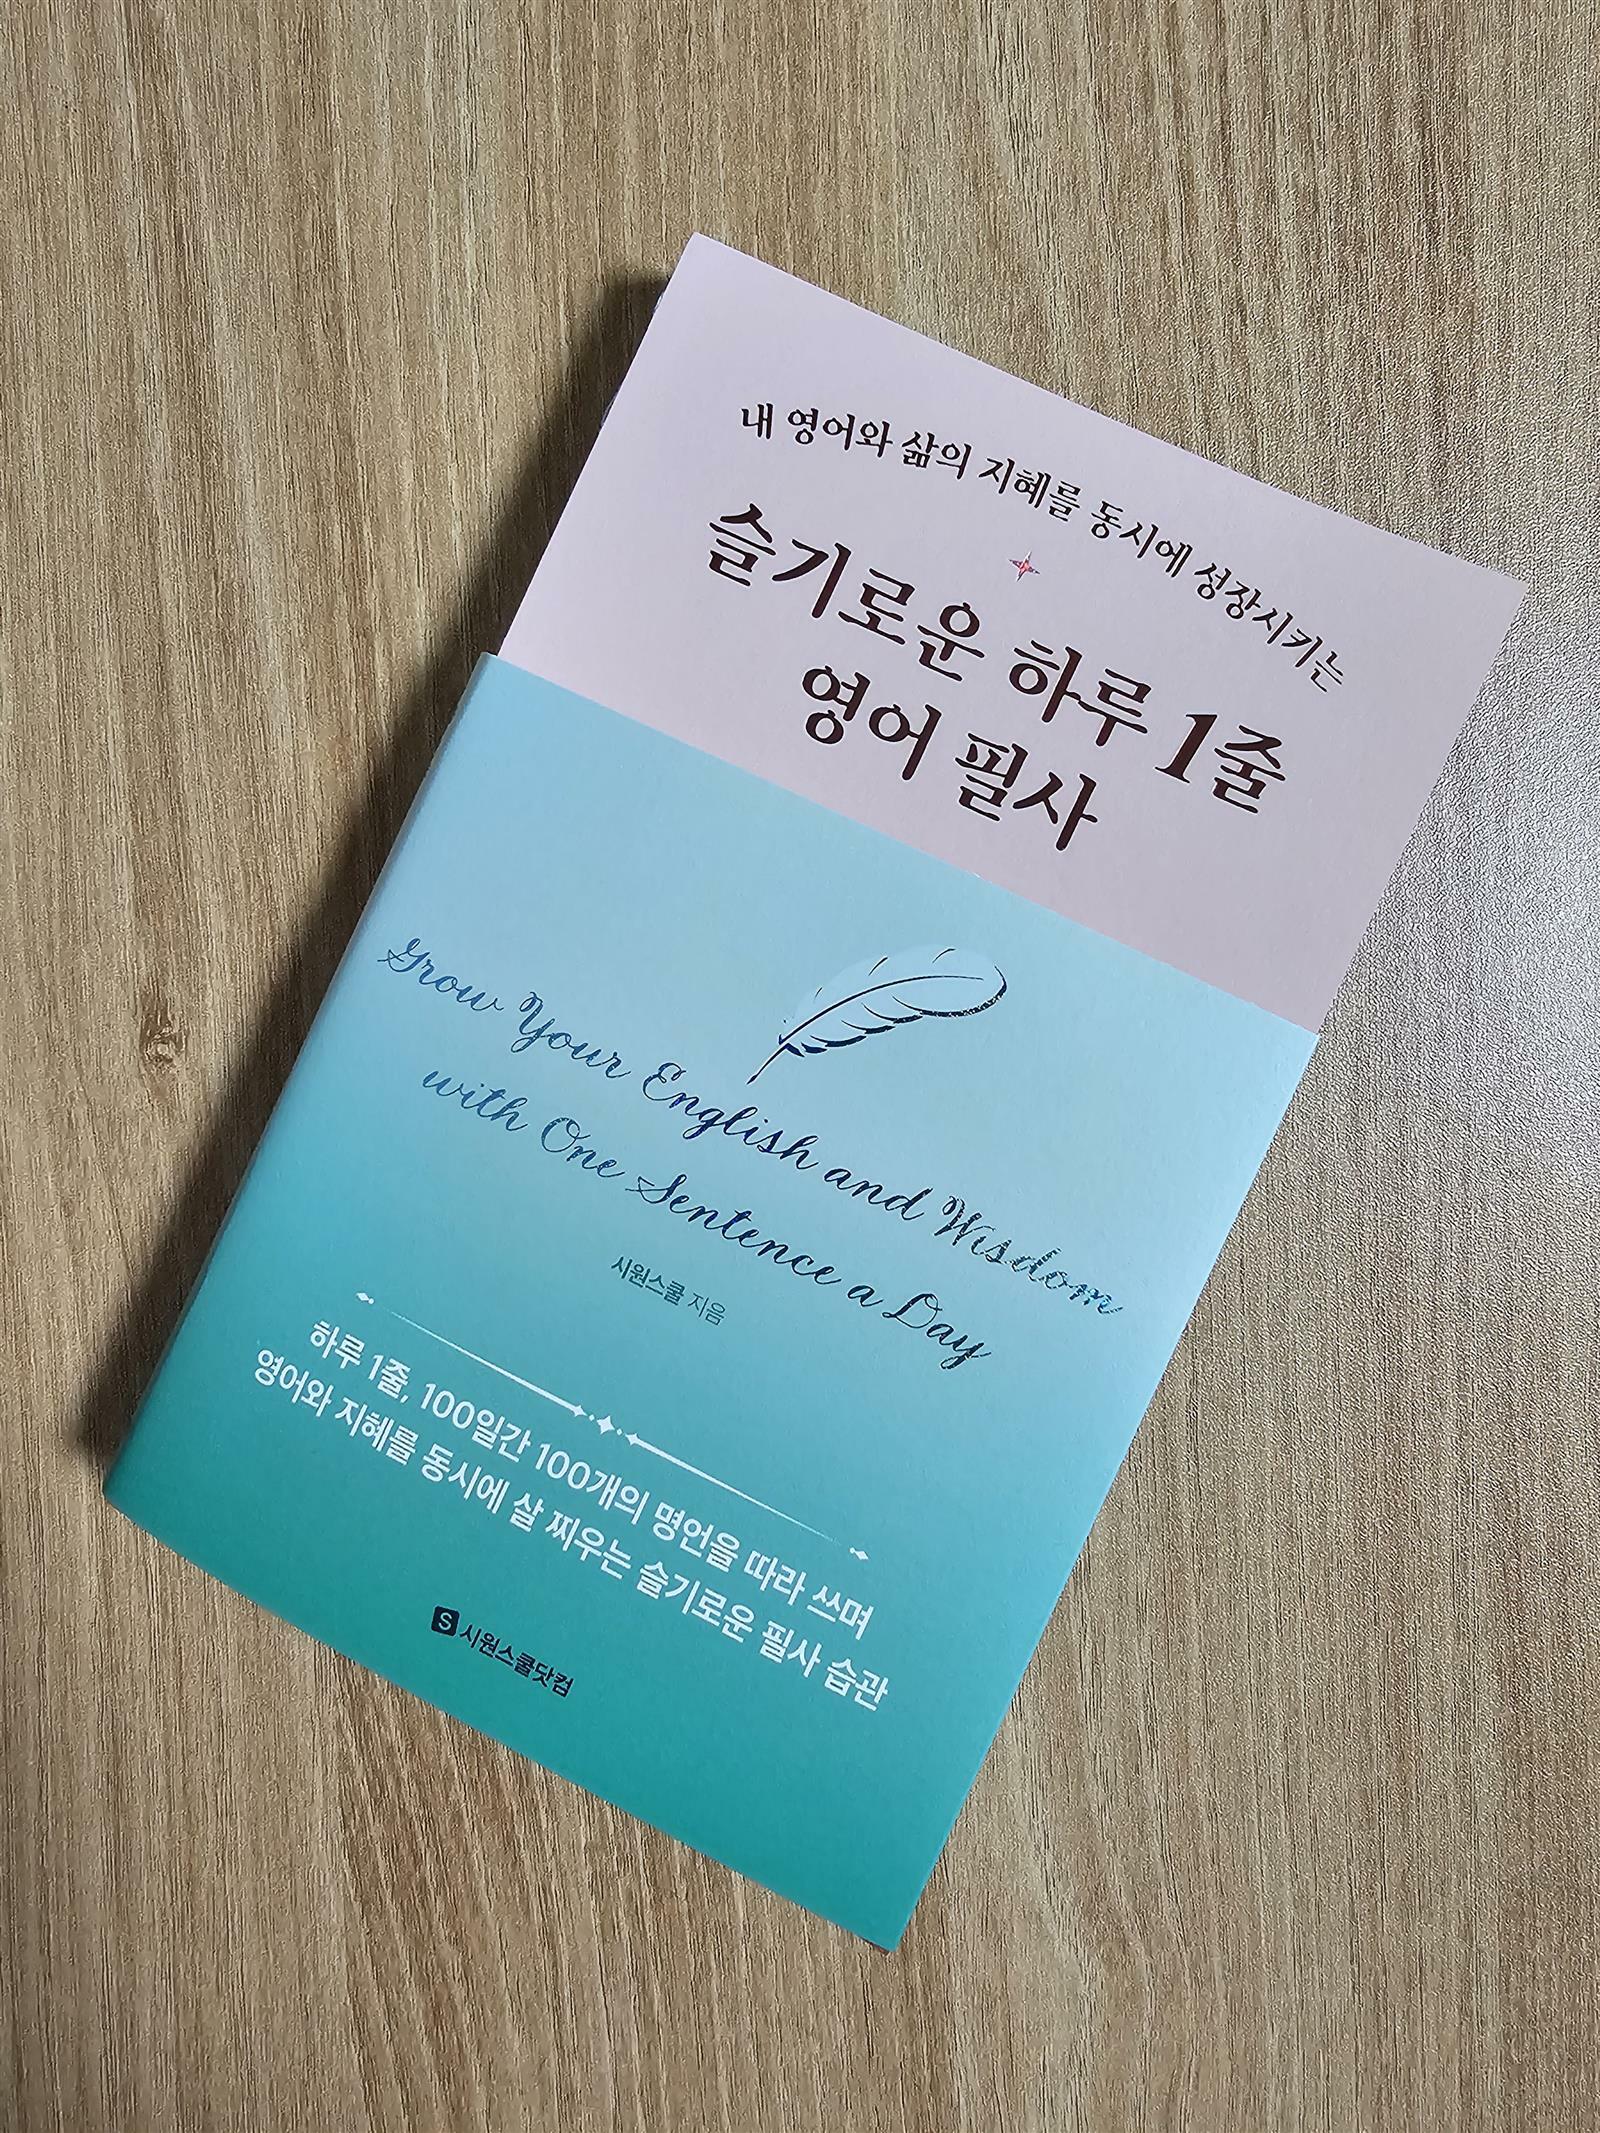 내 영어와 삶의 지혜를 동시에 성장시키는
슬기로운 하루 1줄
영어 필사
Grow Your English and Wisdom
with One Sentence a Day
시원스쿨 지음
하루 1줄, 100일간 100개의 명언을 따라 쓰며
영어와 지혜를 동시에 살 찌우는 슬기로운 필사 습관
S 시원스쿨닷컴